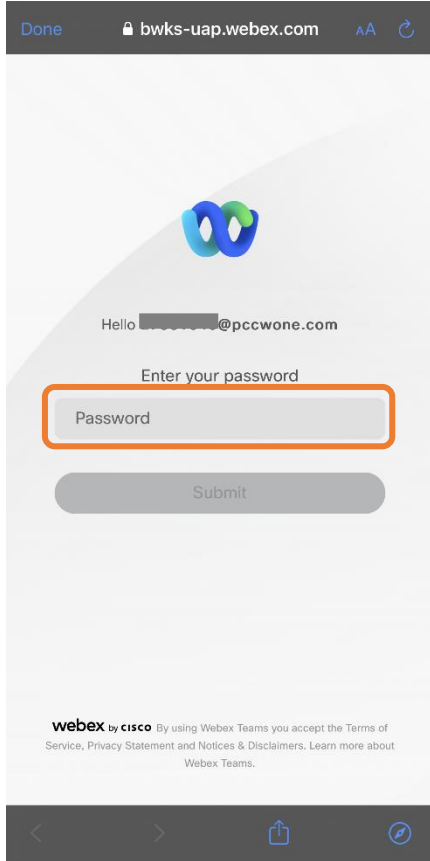 Done bwks-uap.webex.com AA
Hello @pccwone.com
Enter your password
Password
Submit
webex by CISCO By using Webex Teams you accept the Terms of
Service, Privacy Statement and Notices & Disclaimers. Learn more about
Webex Teams.